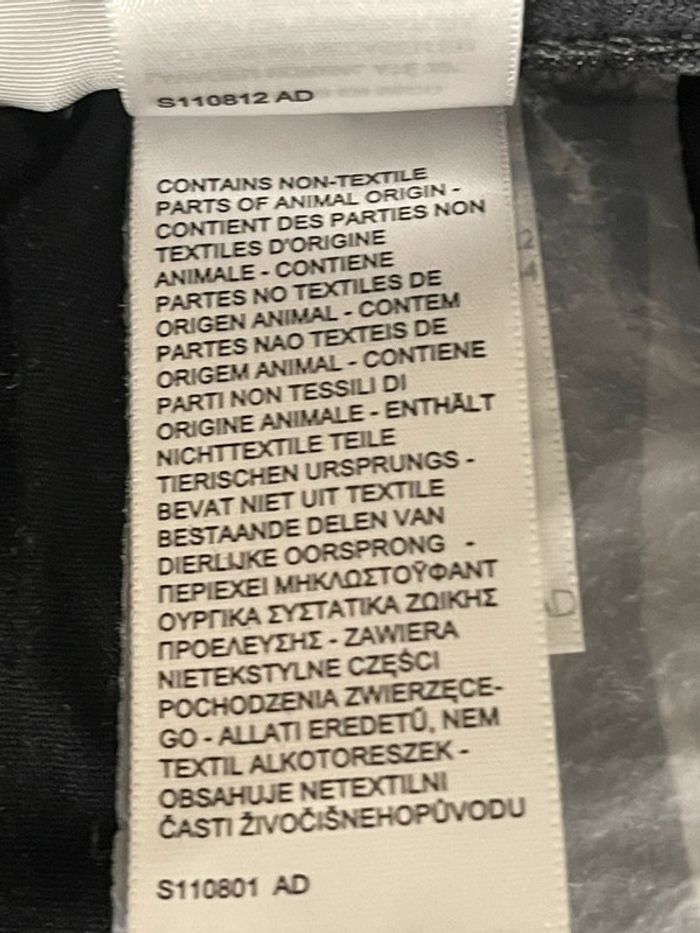 S110812 AD
CONTAINS NON-TEXTILE
PARTS OF ANIMAL ORIGIN -
CONTIENT DES PARTIES NON
TEXTILES D'ORIGINE
ANIMALE - CONTIENE
PARTES NO TEXTILES DE
ORIGEN ANIMAL - CONTEM
PARTES NAO TEXTEIS DE
ORIGEM ANIMAL - CONTIENE
PARTI NON TESSILI DI
ORIGINE ANIMALE - ENTHÄLT
NICHTTEXTILE TEILE
TIERISCHEN URSPRUNGS -
BEVAT NIET UIT TEXTILE
BESTAANDE DELEN VAN
DIERLIJKE OORSPRONG -
ΠΕΡΙΕΧΕΙ ΜΗΚΛΩΣΤΟΫΦΑΝΤ
ΟΥΡΓΙΚΑ ΣΥΣΤΑΤΙΚΑ ΖΩΙΚΗΣ
ΠΡΟΕΛΕΥΣΗΣ - ZAWIERA
NIETEKSTYLNE CZĘŚCI
POCHODZENIA ZWIERZĘCE-
GO - ALLATI EREDETŰ, NEM
TEXTIL ALKOTORESZEK -
OBSAHUJE NETEXTILNI
ČASTI ŽIVOČIŠNEHOPŮVODU
S110801 AD